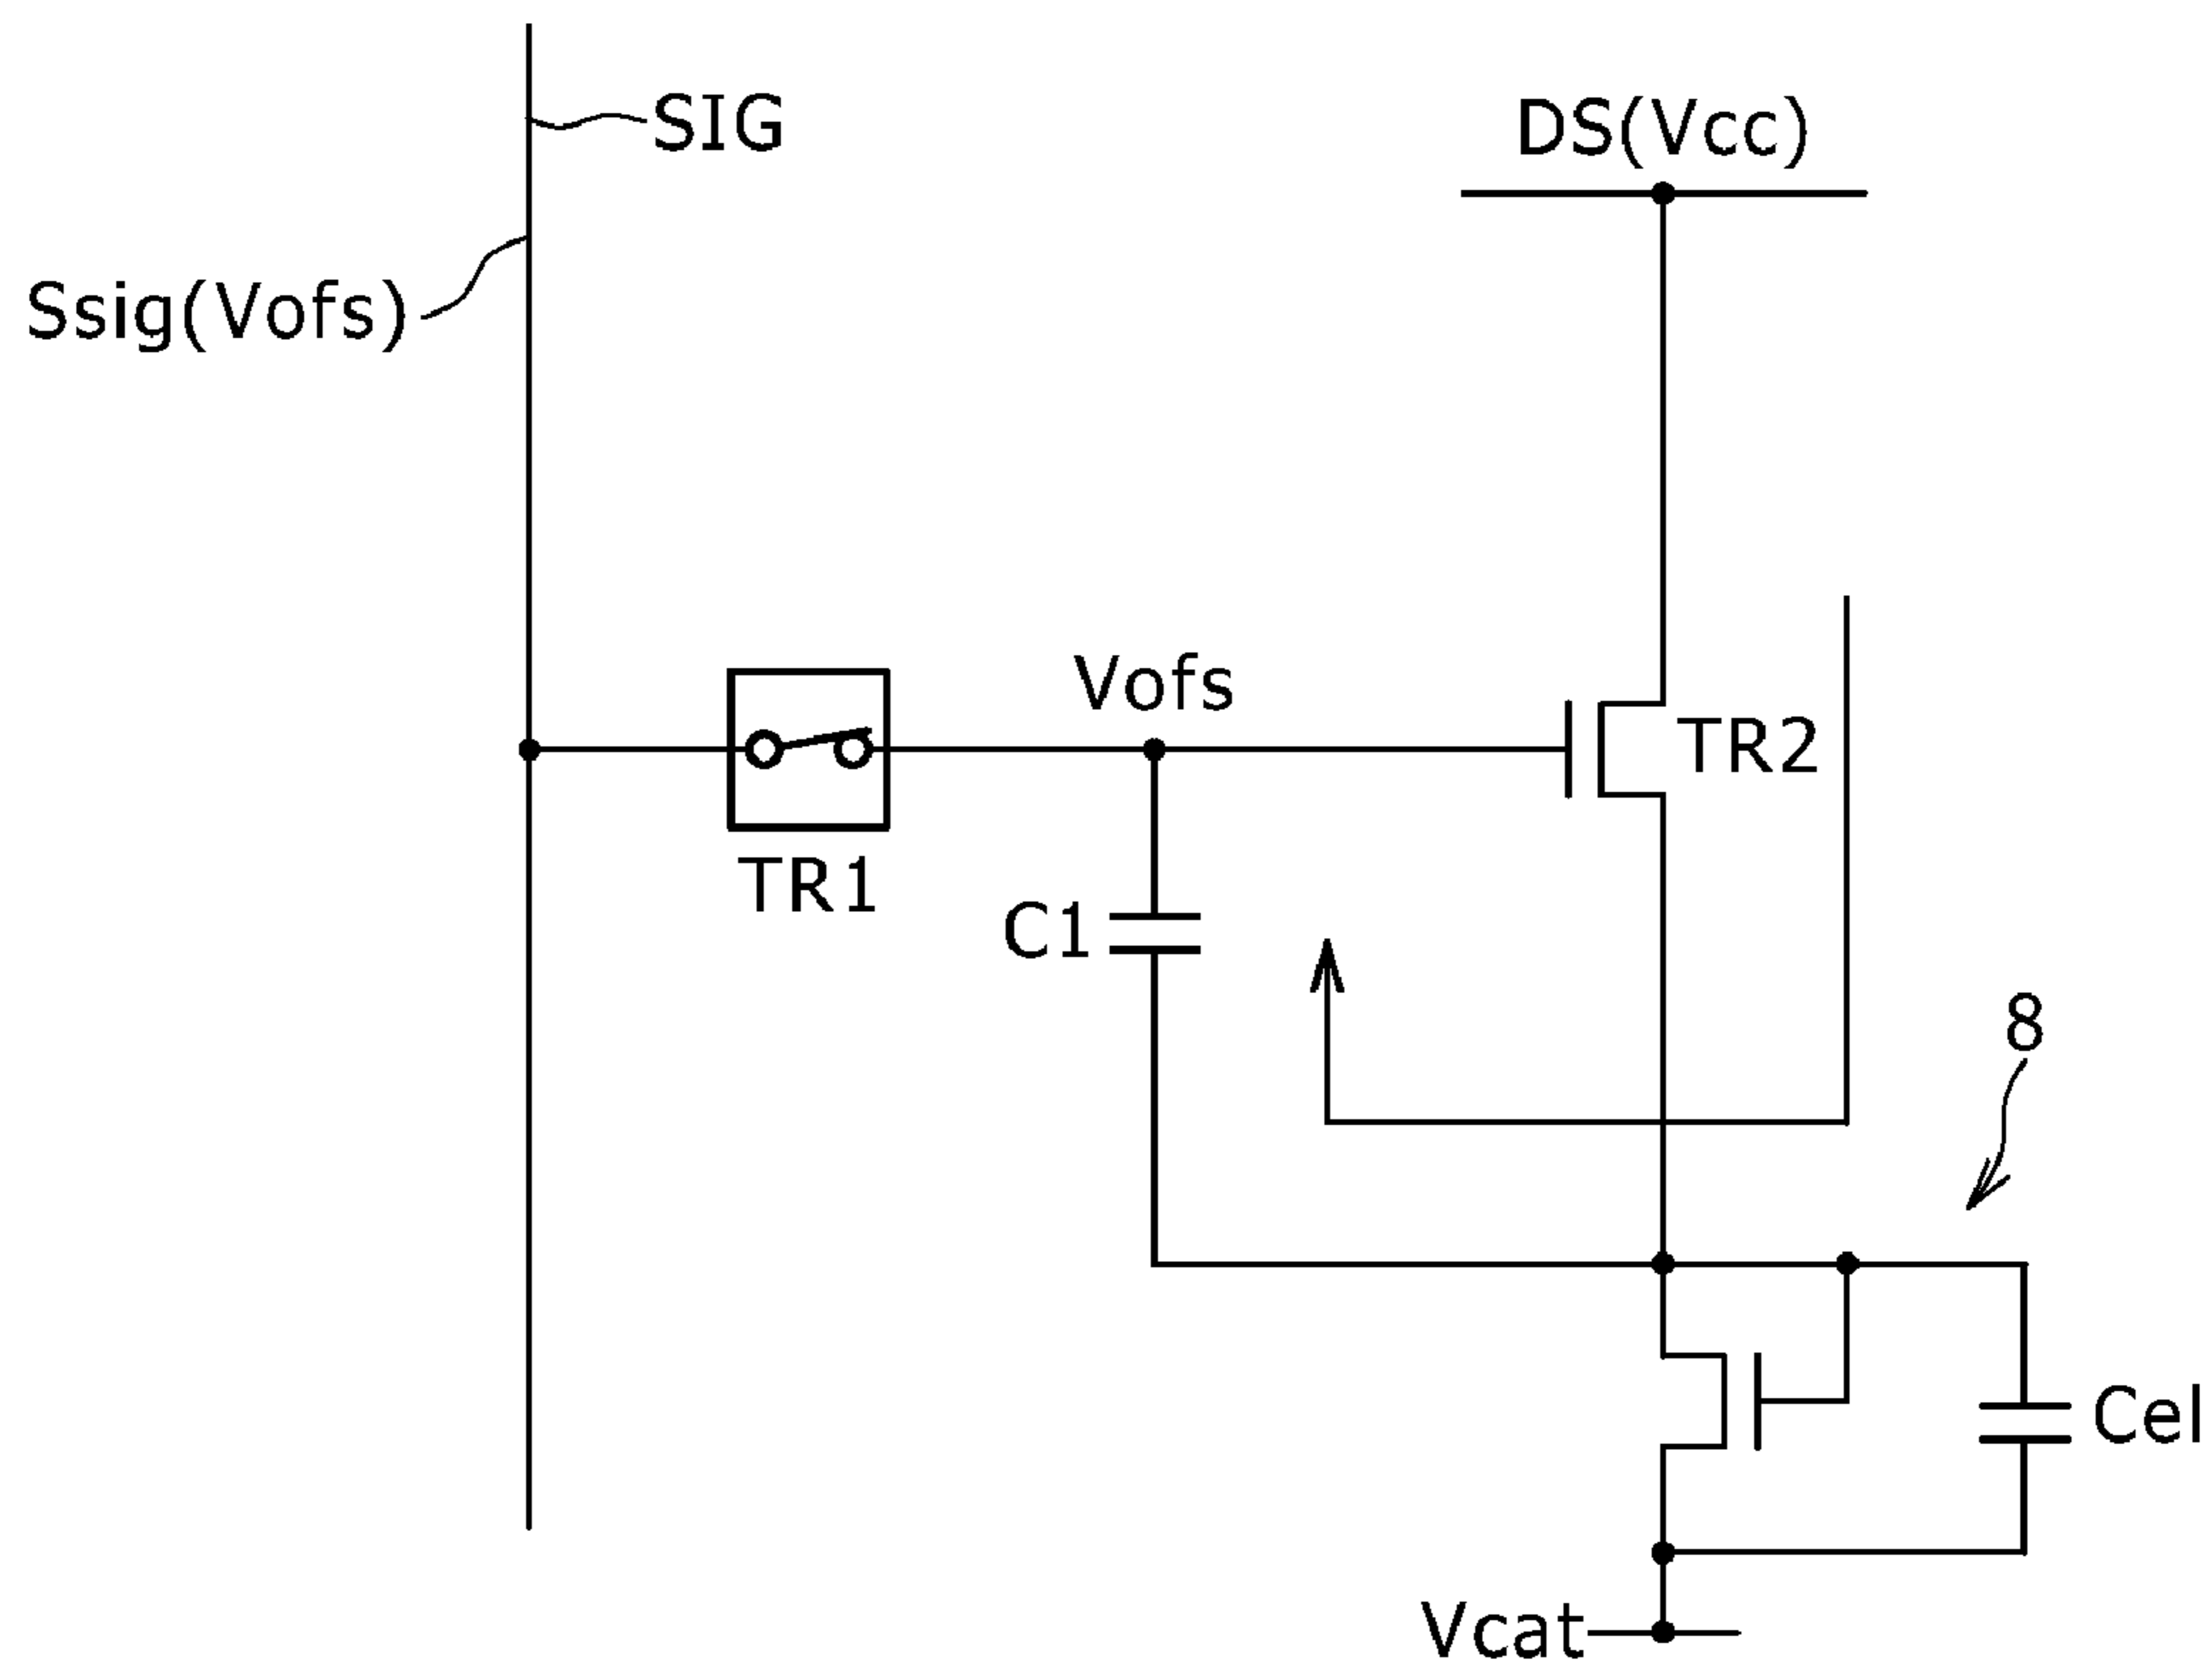 SIG
DS(Vcc)
Ssig(Vofs)
Vofs
TR2
TR1
C1
8
Cel
Vcat